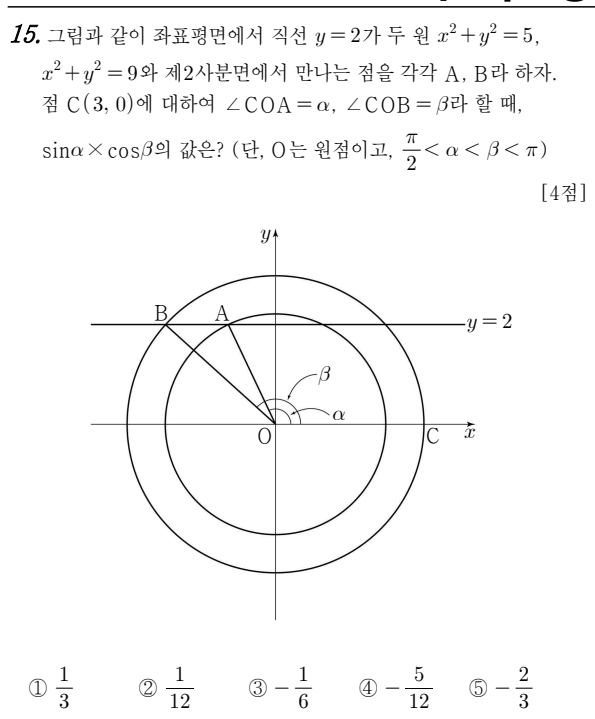 15. 그림과 같이 좌표평면에서 직선 y=2가 두 원 x²+y²=5,
x²+y²=9와 제2사분면에서 만나는 점을 각각 A, B라 하자.
점 C(3, 0)에 대하여 ∠COA=α, ∠COB=β라 할 때,
sinα×cosβ의 값은? (단, O는 원점이고, π/2<α<β<π)
[4점]
y
B A
y=2
β
α
O C x
① 1/3 ② 1/12 ③ -1/6 ④ -5/12 ⑤ -2/3